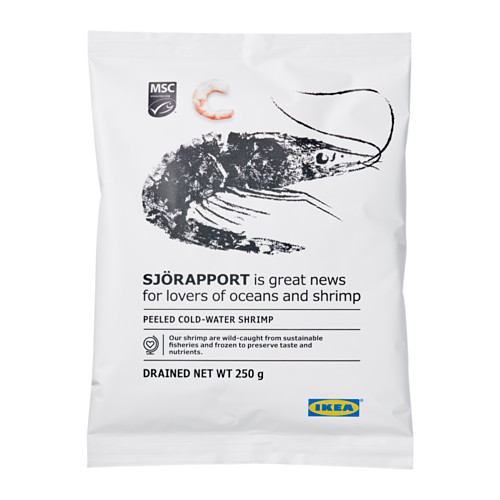 MSC
SJÖRAPPORT is great news
for lovers of oceans and shrimp
PEELED COLD-WATER SHRIMP
Our shrimp are wild-caught from sustainable
fisheries and frozen to preserve taste and
nutrients.
DRAINED NET WT 250 g
IKEA